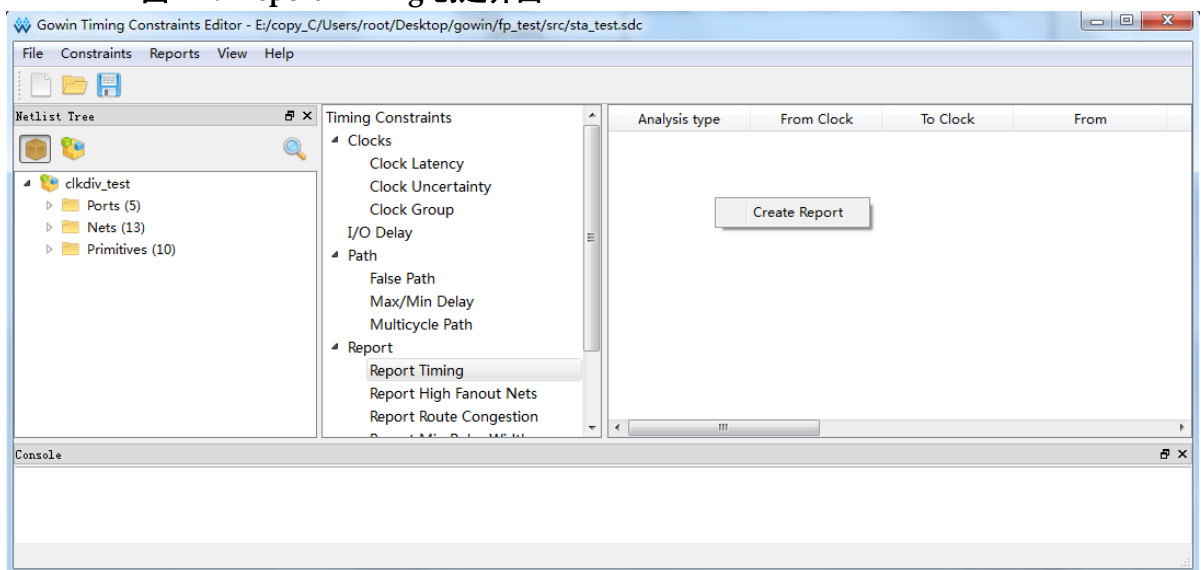 Gowin Timing Constraints Editor - E:/copy_C/Users/root/Desktop/gowin/fp_test/src/sta_test.sdc
File Constraints Reports View Help
Netlist Tree
clkdiv_test
Ports (5)
Nets (13)
Primitives (10)
Timing Constraints
Clocks
Clock Latency
Clock Uncertainty
Clock Group
I/O Delay
Path
False Path
Max/Min Delay
Multicycle Path
Report
Report Timing
Report High Fanout Nets
Report Route Congestion
Analysis type From Clock To Clock From
Create Report
Console